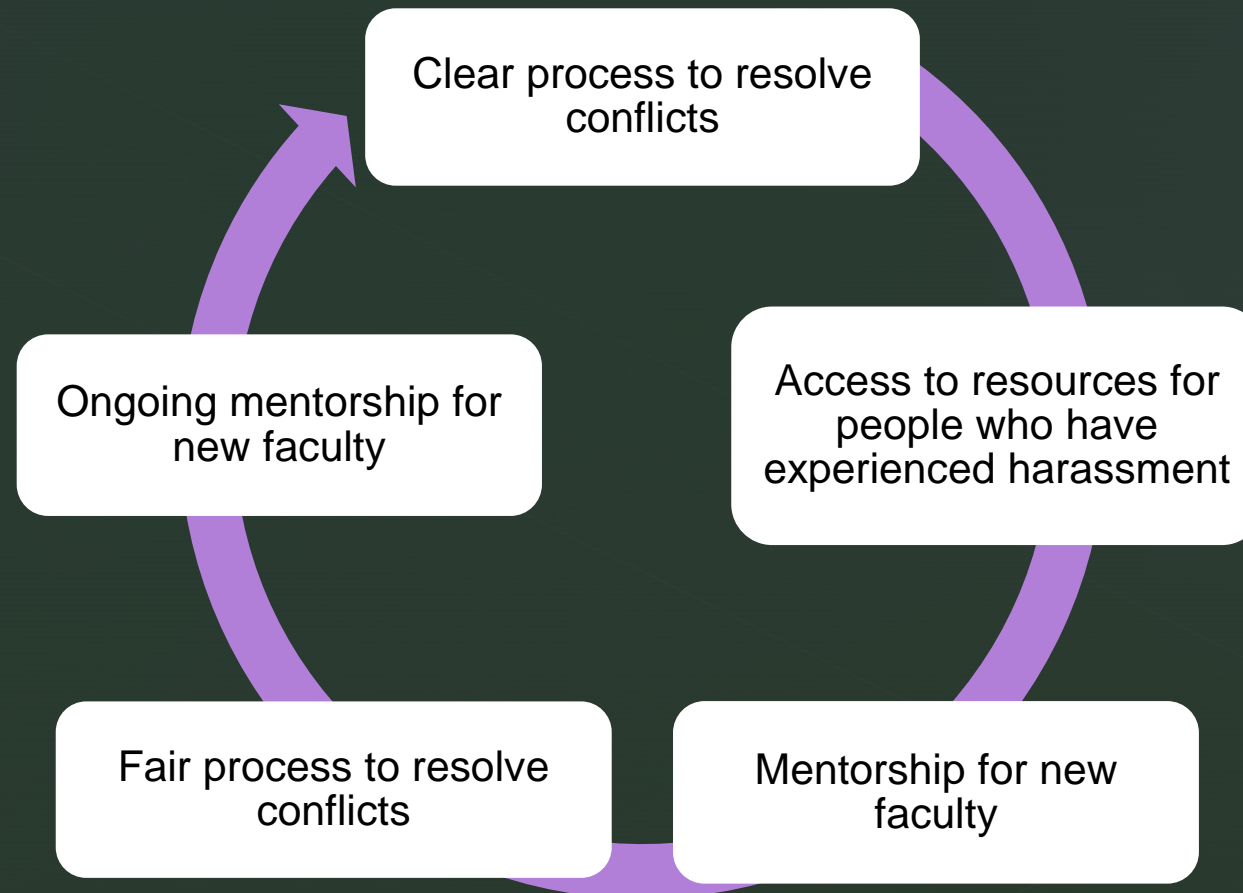 Clear process to resolve
conflicts
Access to resources for
people who have
experienced harassment
Mentorship for new
faculty
Fair process to resolve
conflicts
Ongoing mentorship for
new faculty